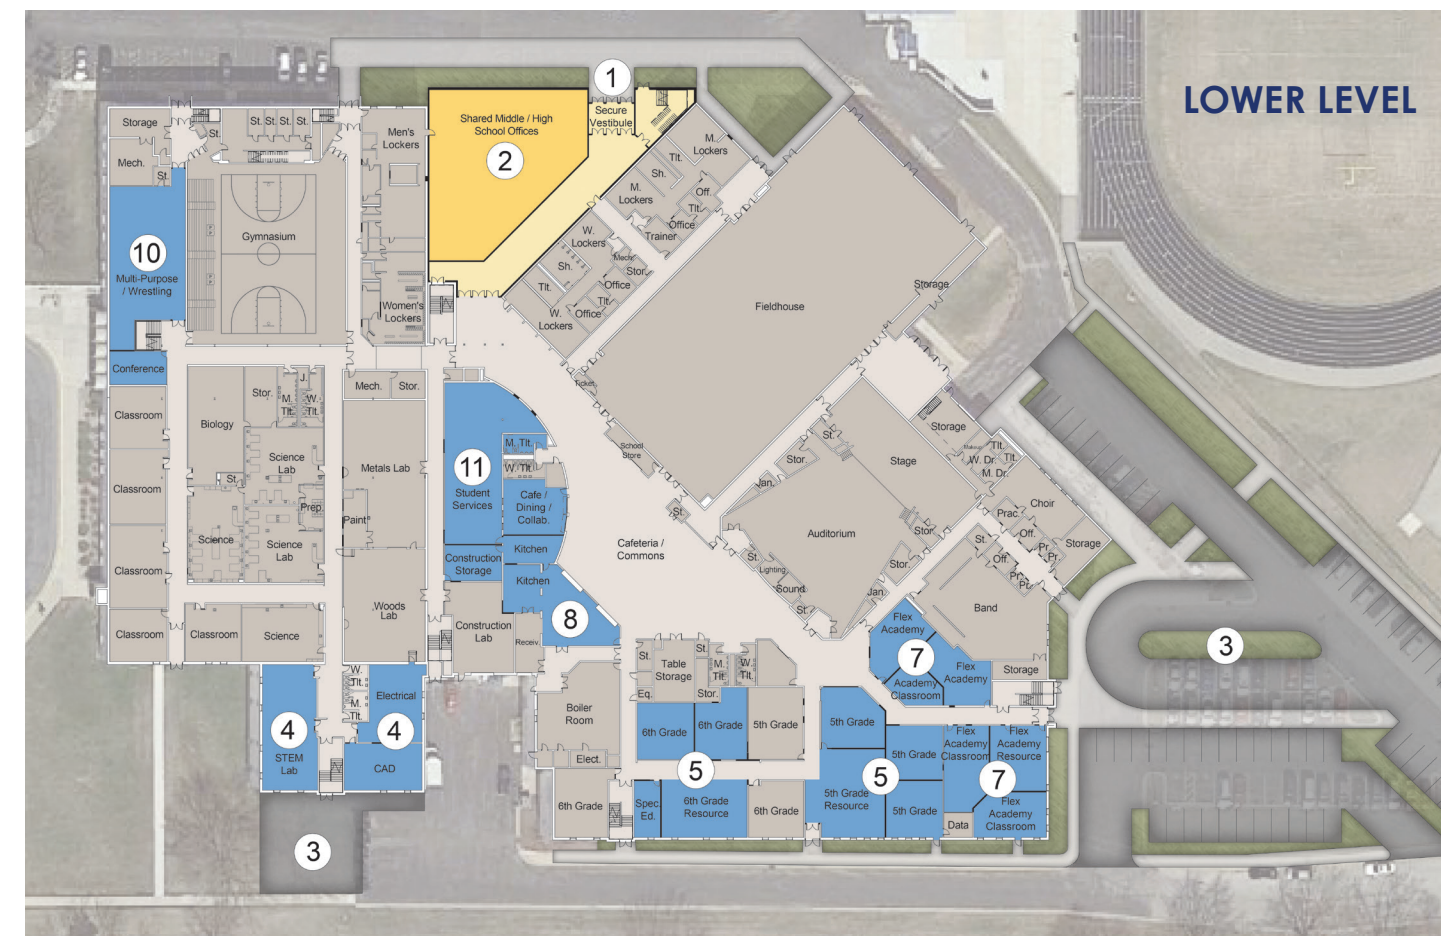 LOWER LEVEL
1
Secure
Vestibule
Shared Middle / High
School Offices
2
Storage
St.
St.
St.
St.
St.
Mech.
St.
Men's
Lockers
M.
Lockers
Tlt.
Sh.
M.
Lockers
Off.
Tlt.
Office
Trainer
10
Multi-Purpose
/ Wrestling
Gymnasium
W.
Lockers
Mech.
Sh.
Stor.
Tlt.
Office
Tlt.
W.
Lockers
Office
Women's
Lockers
Fieldhouse
Storage
Conference
Mech.
Stor.
Ticket
Classroom
Stor.
J.
M.
Tlt.
W.
Tlt.
Biology
Science
Lab
Metals Lab
St.
Classroom
Prep.
Paint
Science
Science
Lab
Classroom
Woods
Lab
Classroom
Classroom
Science
11
Student
Services
M. Tlt.
W. Tlt.
Cafe /
Dining /
Collab.
School
Store
St.
Construction
Storage
Kitchen
Kitchen
Cafeteria /
Commons
8
Construction
Lab
Receiv.
St.
Stor.
Jan.
Stage
Storage
Makeup
Tlt.
Tlt.
W. Dr.
M. Dr.
Auditorium
Choir
Prac.
Off.
Storage
Pr.
Pr.
Stor.
St.
Off.
Pr.
Pr.
St.
Lighting
Sound
St.
Stor.
Jan.
Band
Flex
Academy
7
Flex
Academy
Academy
Classroom
Storage
3
St.
Table
Storage
St.
M.
Tlt.
W.
Tlt.
Eq.
Stor.
Boiler
Room
Elect.
W.
Tlt.
M.
Tlt.
Electrical
4
STEM
Lab
4
CAD
3
6th Grade
6th Grade
5th Grade
5th Grade
5th Grade
Flex
Academy
Classroom
Flex
Academy
Resource
5
5
7
6th Grade
Spec.
Ed.
6th Grade
Resource
6th Grade
5th Grade
Resource
5th Grade
Data
Flex
Academy
Classroom